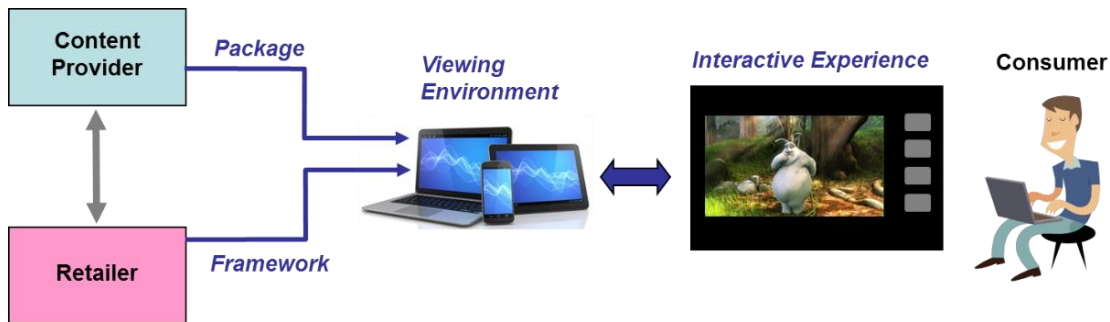 Content
Provider
Package
Viewing
Environment
Interactive Experience
Consumer
Retailer
Framework